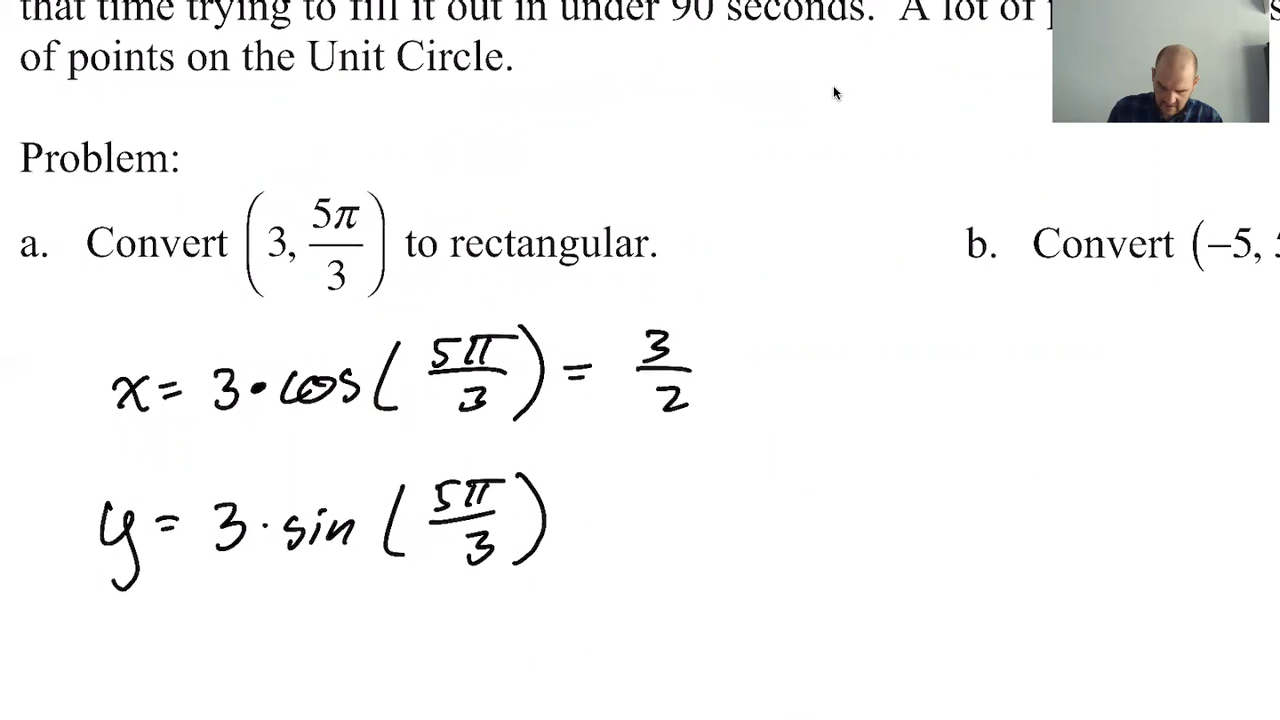 that time trying to fill it out in under 90 seconds. A lot of
of points on the Unit Circle.
Problem:
a. Convert (3, 5π/3) to rectangular.
b. Convert (−5,
x = 3 · cos(5π/3) = 3/2
y = 3 · sin(5π/3)